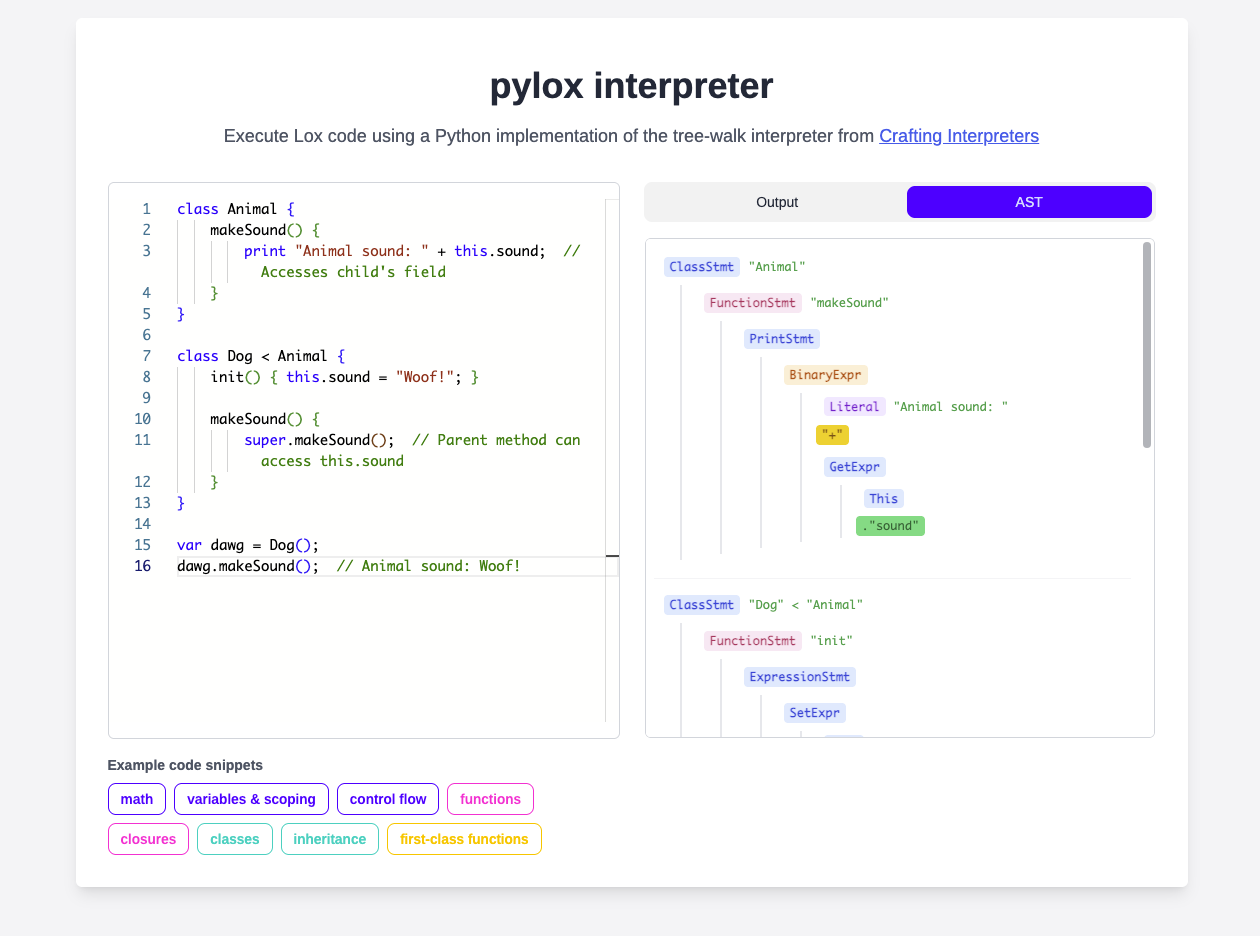 pylox interpreter
Execute Lox code using a Python implementation of the tree-walk interpreter from Crafting Interpreters
1 class Animal {
2 makeSound() {
3 print "Animal sound: " + this.sound; //
Accesses child's field
4 }
5 }
6
7 class Dog < Animal {
8 init() { this.sound = "Woof!"; }
9
10 makeSound() {
11 super.makeSound(); // Parent method can
access this.sound
12 }
13 }
14
15 var dawg = Dog();
16 dawg.makeSound(); // Animal sound: Woof!
Output AST
ClassStmt "Animal"
FunctionStmt "makeSound"
PrintStmt
BinaryExpr
Literal "Animal sound: "
"+"
GetExpr
This
."sound"
ClassStmt "Dog" < "Animal"
FunctionStmt "init"
ExpressionStmt
SetExpr
Example code snippets
math variables & scoping control flow functions
closures classes inheritance first-class functions